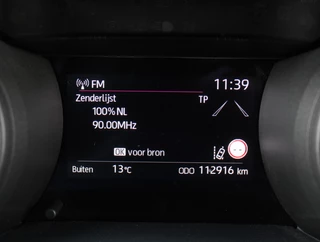 FM 11:39
Zenderlijst TP
100% NL
90.00MHz
OK voor bron
Buiten 13°C ODO 112916 km